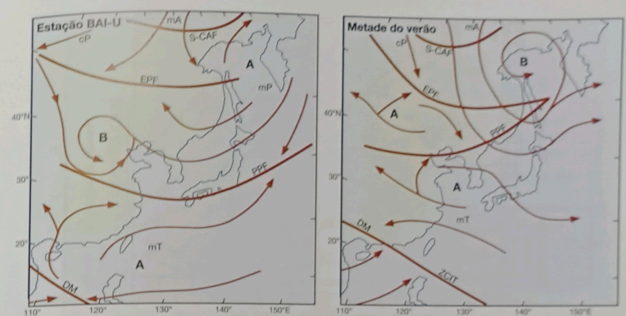 Estação BAI-U
mA
cP
S-CAF
A
EPF
mP
40°N
B
PPF
30°
20°
mT
A
DM
110°
120°
130°
140°
150°E
Metade do verão
mA
cP
S-CAF
B
EPF
A
40°N
PPF
30°
A
mT
DM
20°
ZCIT
110°
120°
130°
140°
150°E